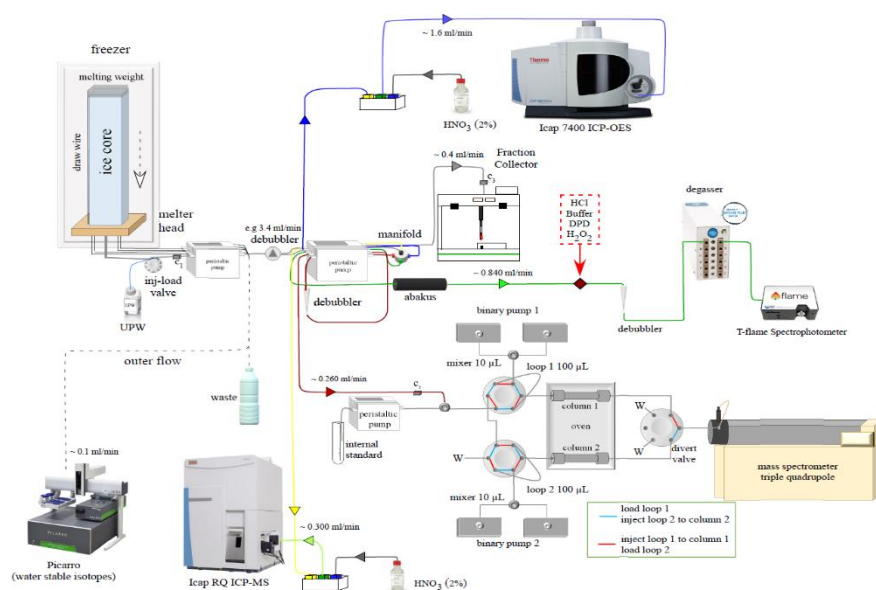 freezer
melting weight
draw wire
ice core
melter
head
inj-load
valve
UPW
UPW
peristaltic
pump
outer flow
waste
~ 0.1 ml/min
PICARRO
Picarro
(water stable isotopes)
e.g 3.4 ml/min
debubbler
peristaltic
pump
manifold
debubbler
abakus
~ 1.6 ml/min
HNO3 (2%)
Thermo
Icap 7400 ICP-OES
~ 0.4 ml/min
Fraction
Collector
c3
HCl
Buffer
DPD
H2O2
~ 0.840 ml/min
degasser
debubbler
flame
T-flame Spectrophotometer
~ 0.260 ml/min
peristaltic
pump
internal
standard
binary pump 1
mixer 10 µL
loop 1 100 µL
column 1
oven
column 2
W
W
W
divert
valve
loop 2 100 µL
mixer 10 µL
binary pump 2
mass spectrometer
triple quadrupole
load loop 1
inject loop 2 to column 2
inject loop 1 to column 1
load loop 2
Icap RQ ICP-MS
~ 0.300 ml/min
HNO3 (2%)